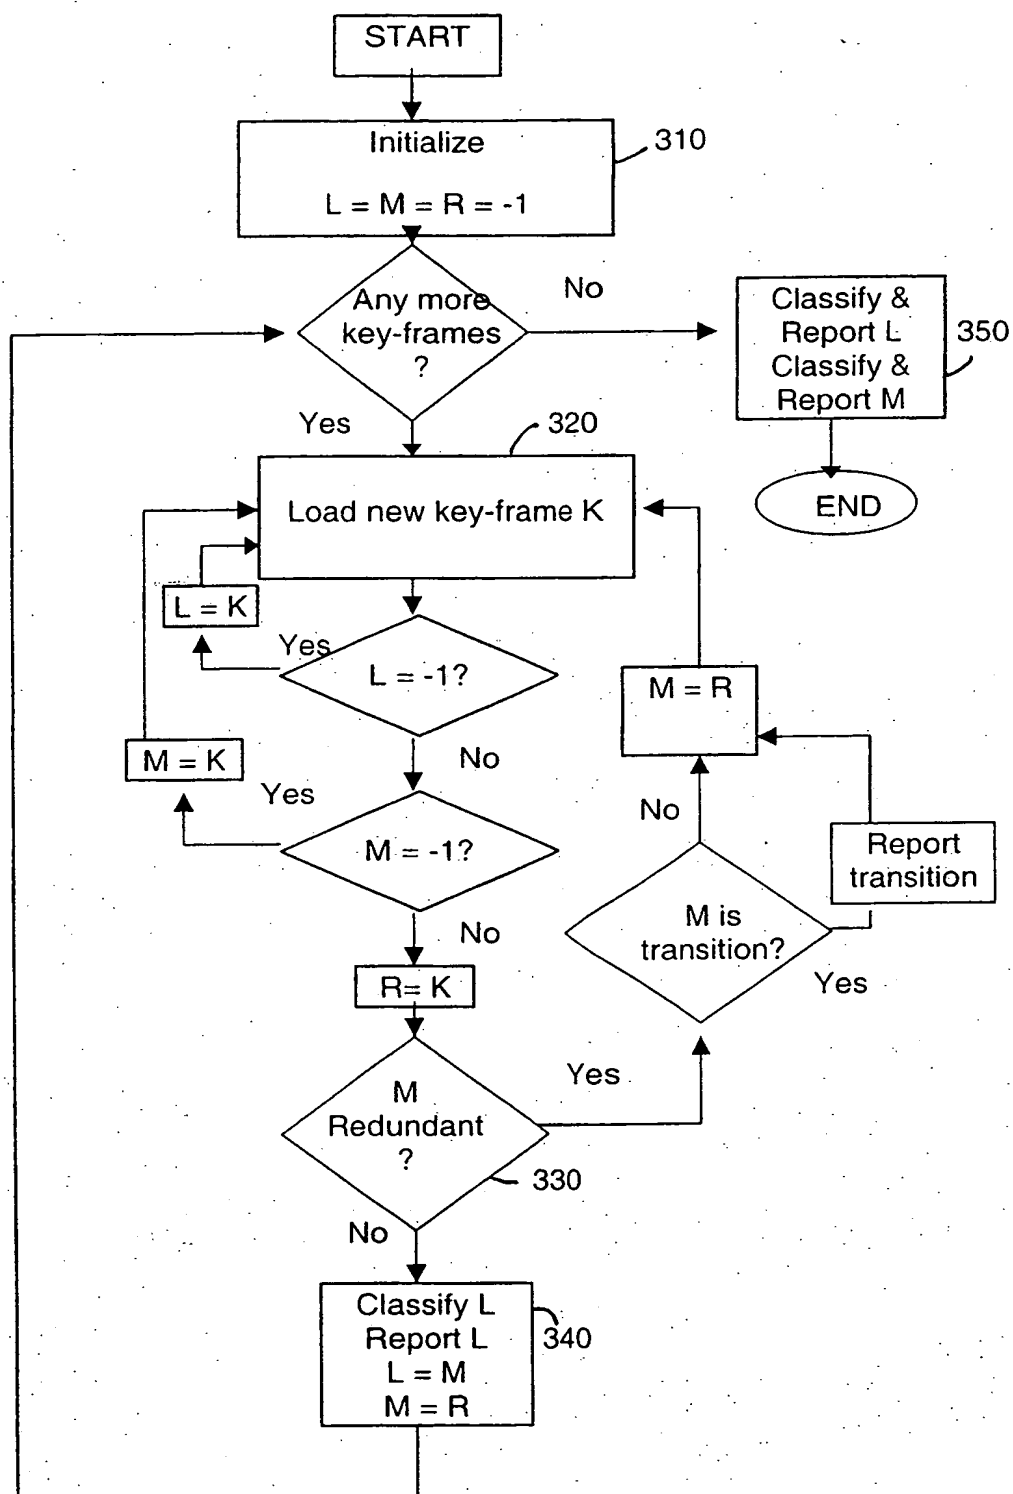 START
Initialize
310
L = M = R = -1
No
Any more
key-frames
?
Classify &
Report L
Classify &
Report M
350
Yes
320
Load new key-frame K
END
L = K
Yes
L = -1?
M = R
M = K
No
Yes
No
M = -1?
Report
transition
M is
transition?
No
Yes
R= K
Yes
M
Redundant
?
330
No
Classify L
Report L
L = M
M = R
340